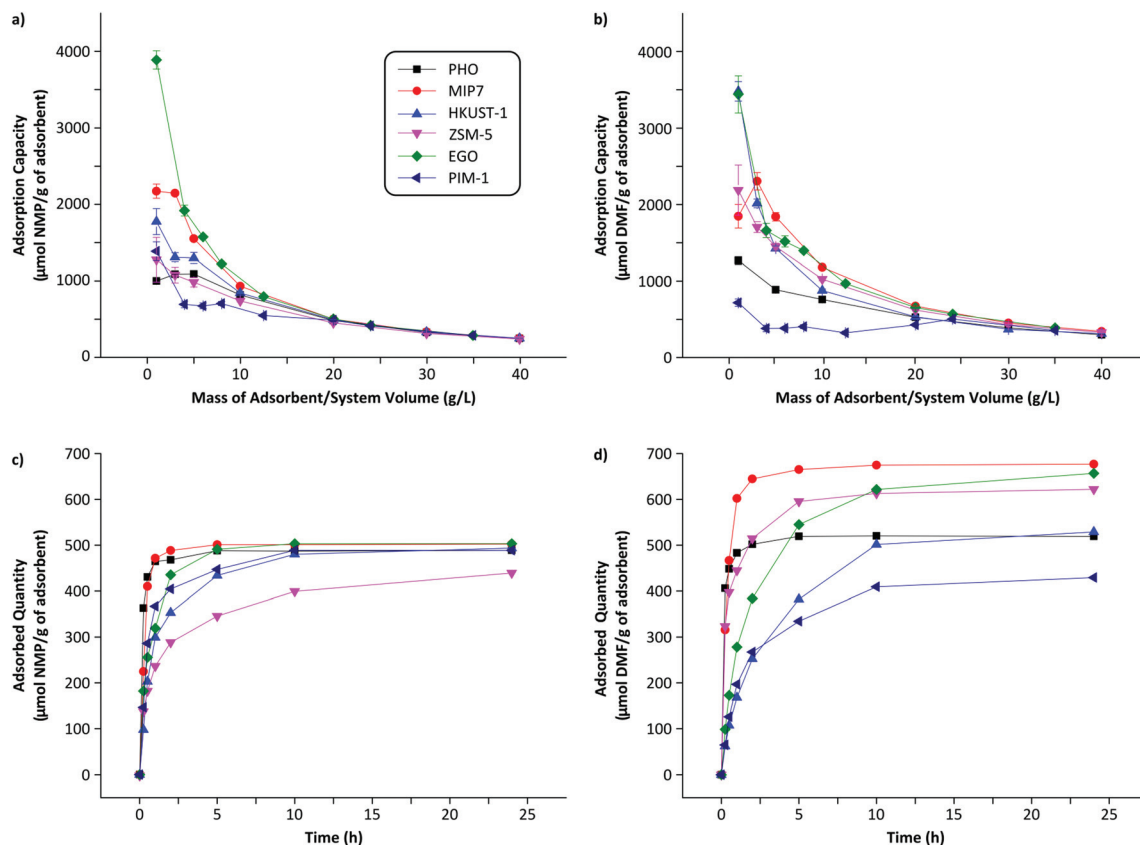 a)
Adsorption Capacity
(µmol NMP/g of adsorbent)
4000
3000
2000
1000
0
PHO
MIP7
HKUST-1
ZSM-5
EGO
PIM-1
0 10 20 30 40
Mass of Adsorbent/System Volume (g/L)
b)
Adsorption Capacity
(µmol DMF/g of adsorbent)
4000
3000
2000
1000
0
0 10 20 30 40
Mass of Adsorbent/System Volume (g/L)
c)
Adsorbed Quantity
(µmol NMP/g of adsorbent)
700
600
500
400
300
200
100
0
0 5 10 15 20 25
Time (h)
d)
Adsorbed Quantity
(µmol DMF/g of adsorbent)
700
600
500
400
300
200
100
0
0 5 10 15 20 25
Time (h)